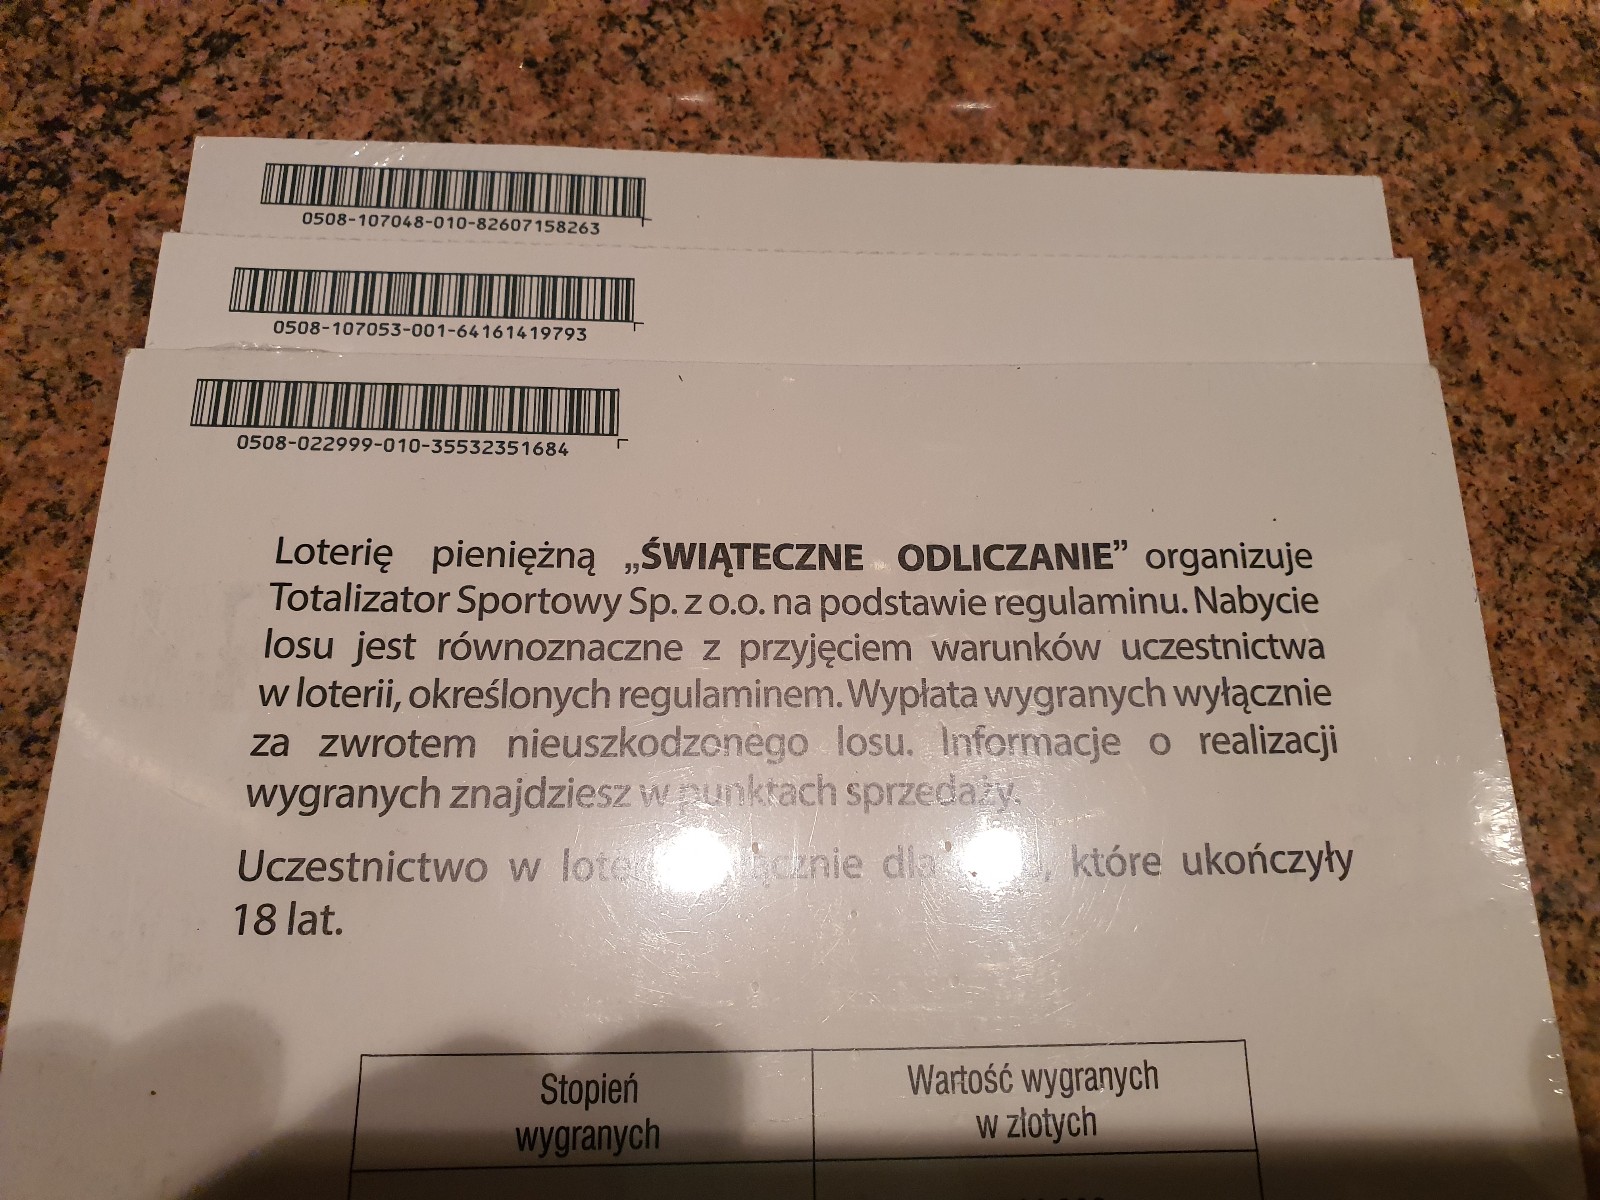 0508-107048-010-82607158263
0508-107053-001-64161419793
0508-022999-010-35532351684
Loterię pieniężną „ŚWIĄTECZNE ODLICZANIE” organizuje
Totalizator Sportowy Sp. z o.o. na podstawie regulaminu. Nabycie
losu jest równoznaczne z przyjęciem warunków uczestnictwa
w loterii, określonych regulaminem. Wypłata wygranych wyłącznie
za zwrotem nieuszkodzonego losu. Informacje o realizacji
wygranych znajdziesz w punktach sprzedaży.
Uczestnictwo w dla które ukończyły
18 lat.
Stopień
wygranych
Wartość wygranych
w złotych